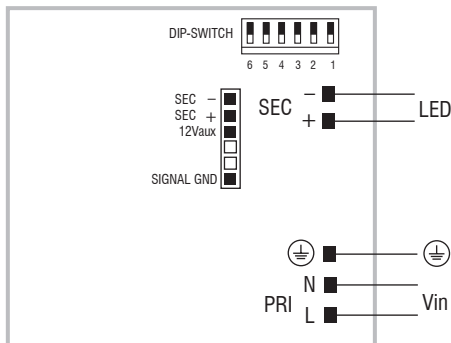 DIP-SWITCH
6 5 4 3 2 1
SEC –
SEC +
12Vaux
SIGNAL GND
SEC
–
+
LED
N
PRI
L
Vin